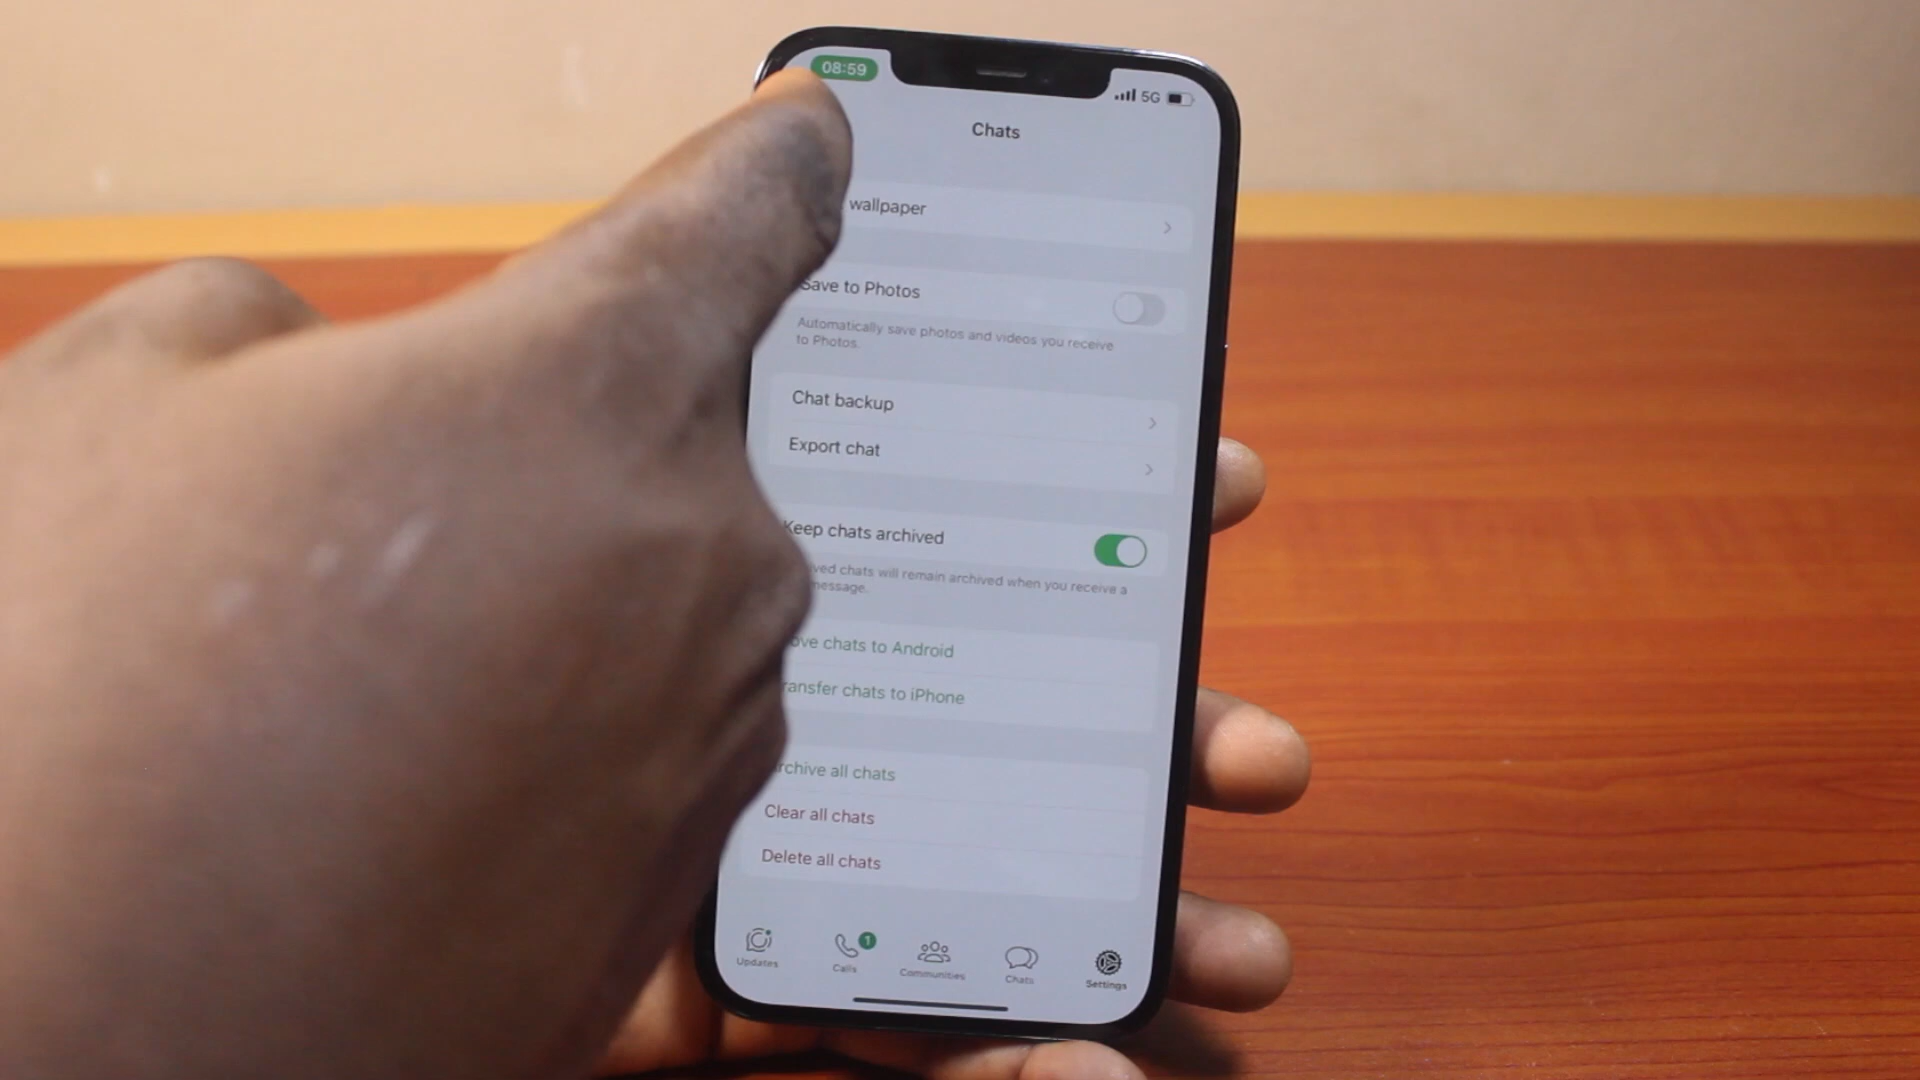 08:59
5G
Chats
wallpaper
Save to Photos
Automatically save photos and videos you receive
to Photos.
Chat backup
Export chat
Keep chats archived
ved chats will remain archived when you receive a
message.
ove chats to Android
ransfer chats to iPhone
rchive all chats
Clear all chats
Delete all chats
1
Updates
Calls
Communities
Chats
Settings